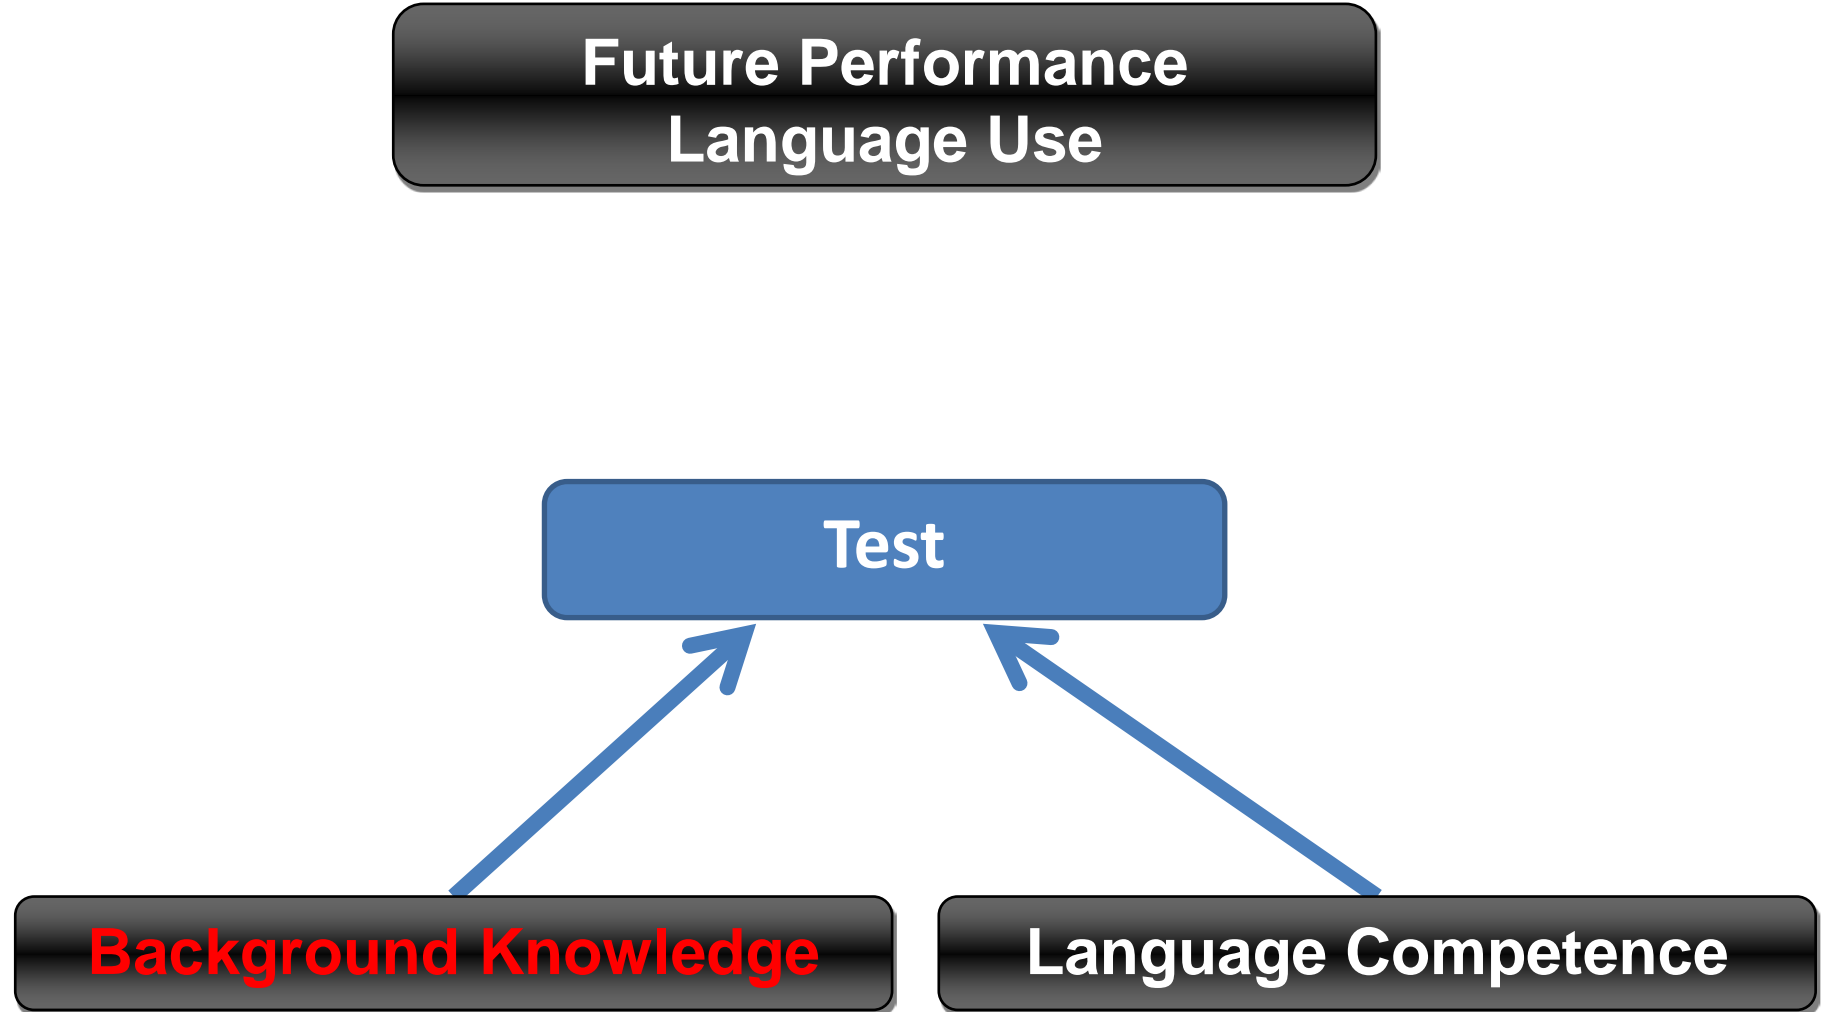 Future Performance
Language Use
Test
Background Knowledge
Language Competence